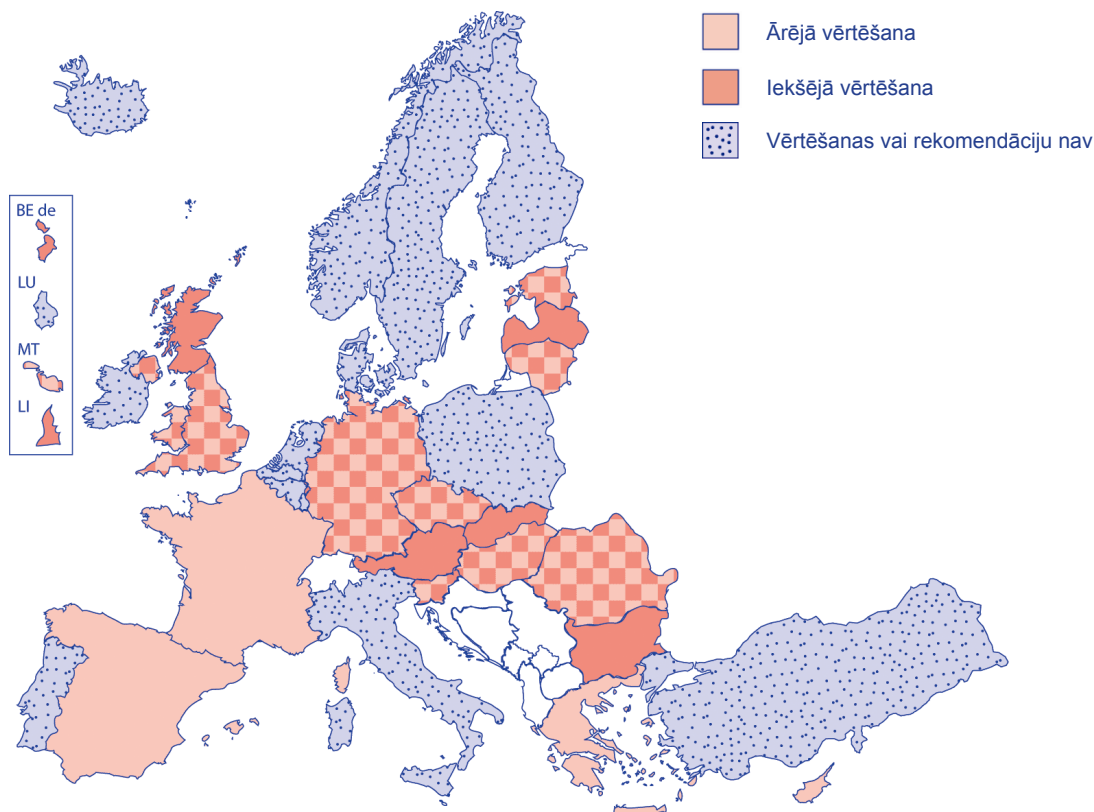 Ārējā vērtēšana
Iekšējā vērtēšana
Vērtēšanas vai rekomendāciju nav
BE de
LU
MT
LI